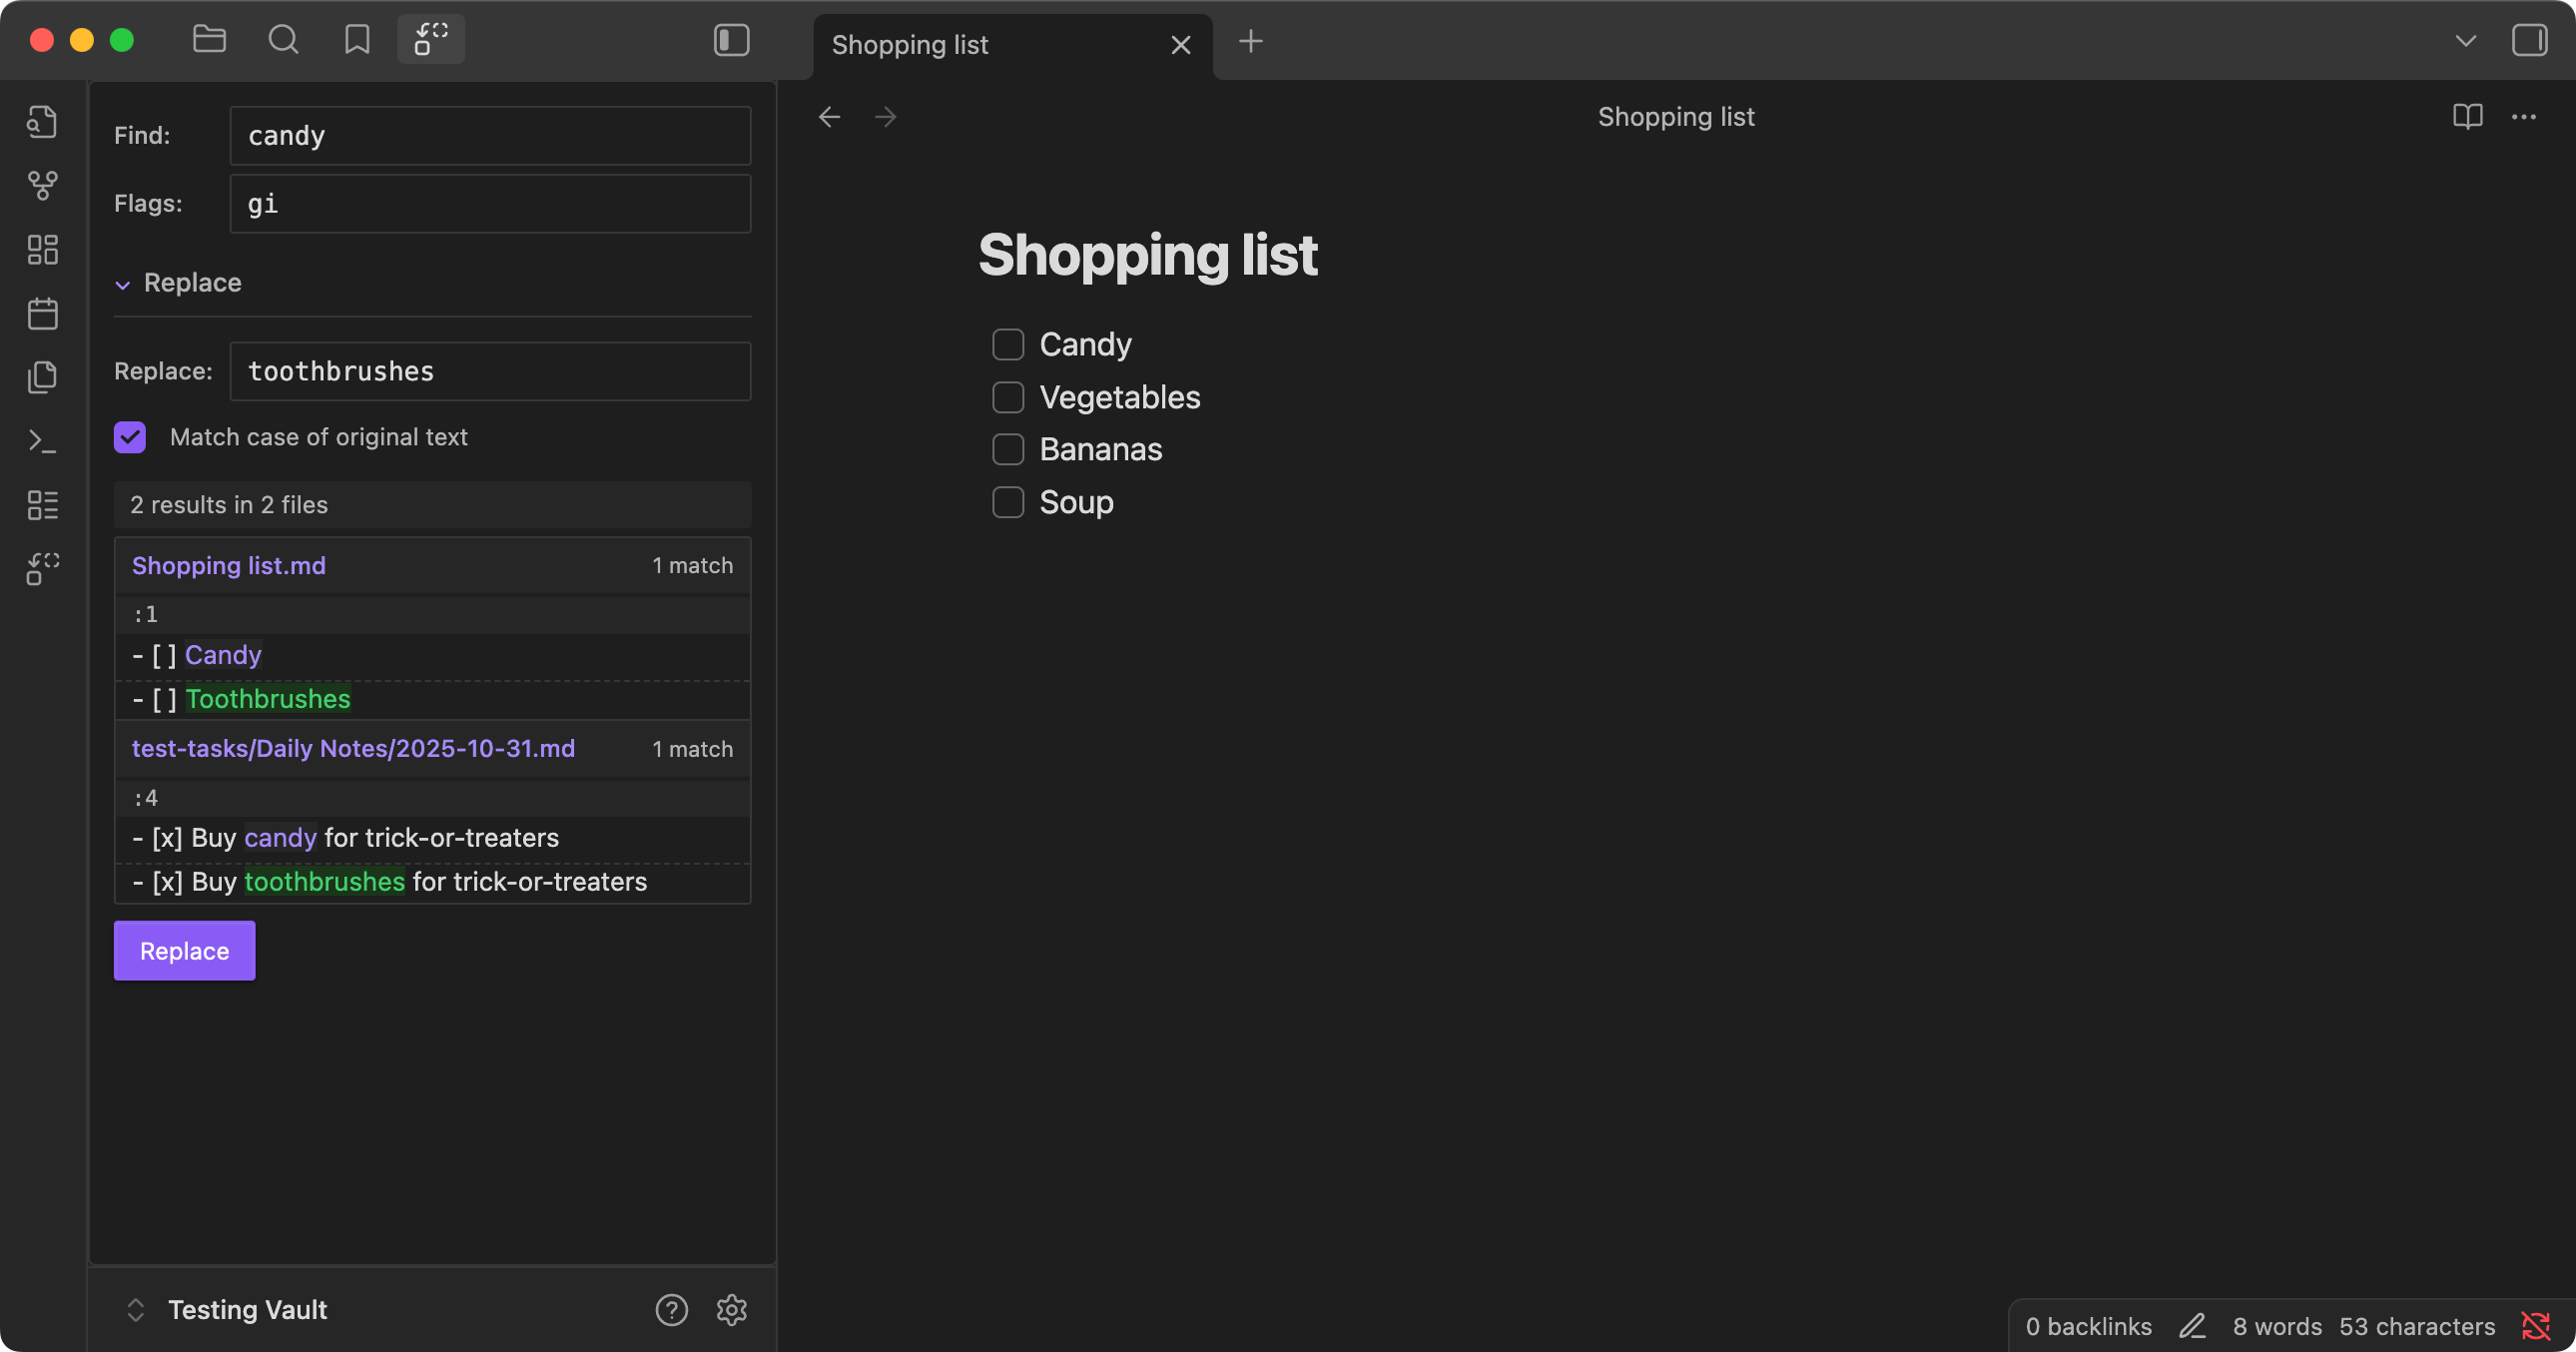 Shopping list
Find:
candy
Flags:
gi
Replace
Replace:
toothbrushes
Match case of original text
2 results in 2 files
Shopping list.md
1 match
:1
- [ ] Candy
- [ ] Toothbrushes
test-tasks/Daily Notes/2025-10-31.md
1 match
:4
- [x] Buy candy for trick-or-treaters
- [x] Buy toothbrushes for trick-or-treaters
Replace
Testing Vault
Shopping list
Shopping list
Candy
Vegetables
Bananas
Soup
0 backlinks 8 words 53 characters